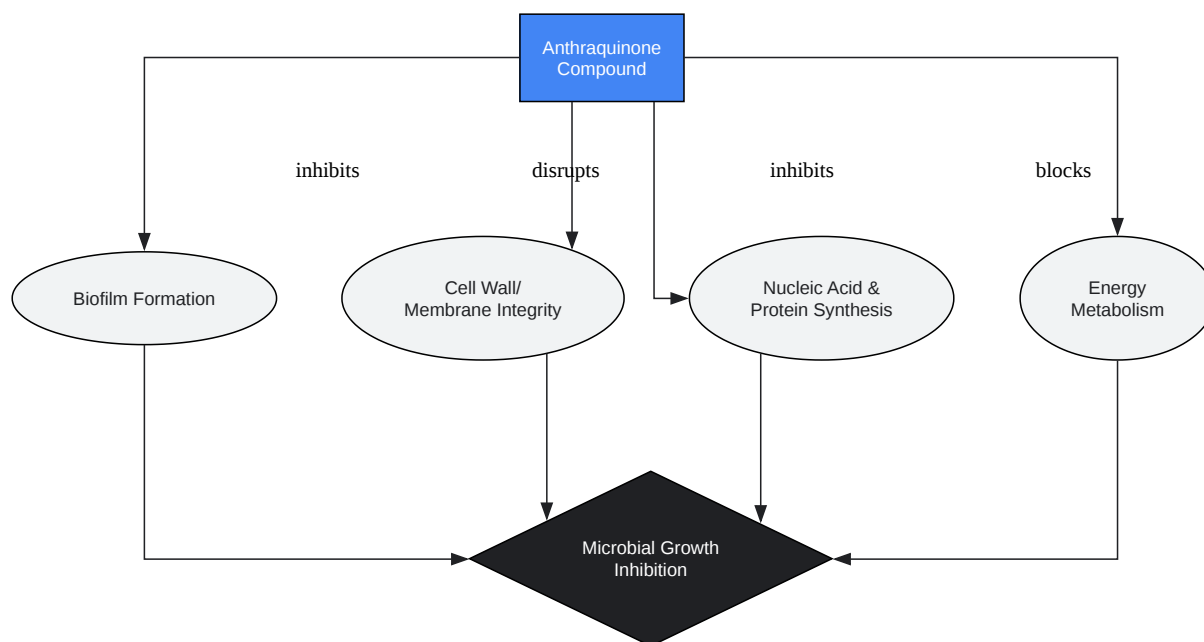 Anthraquinone
Compound
inhibits
disrupts
inhibits
blocks
Biofilm Formation
Cell Wall/
Membrane Integrity
Nucleic Acid &
Protein Synthesis
Energy
Metabolism
Microbial Growth
Inhibition